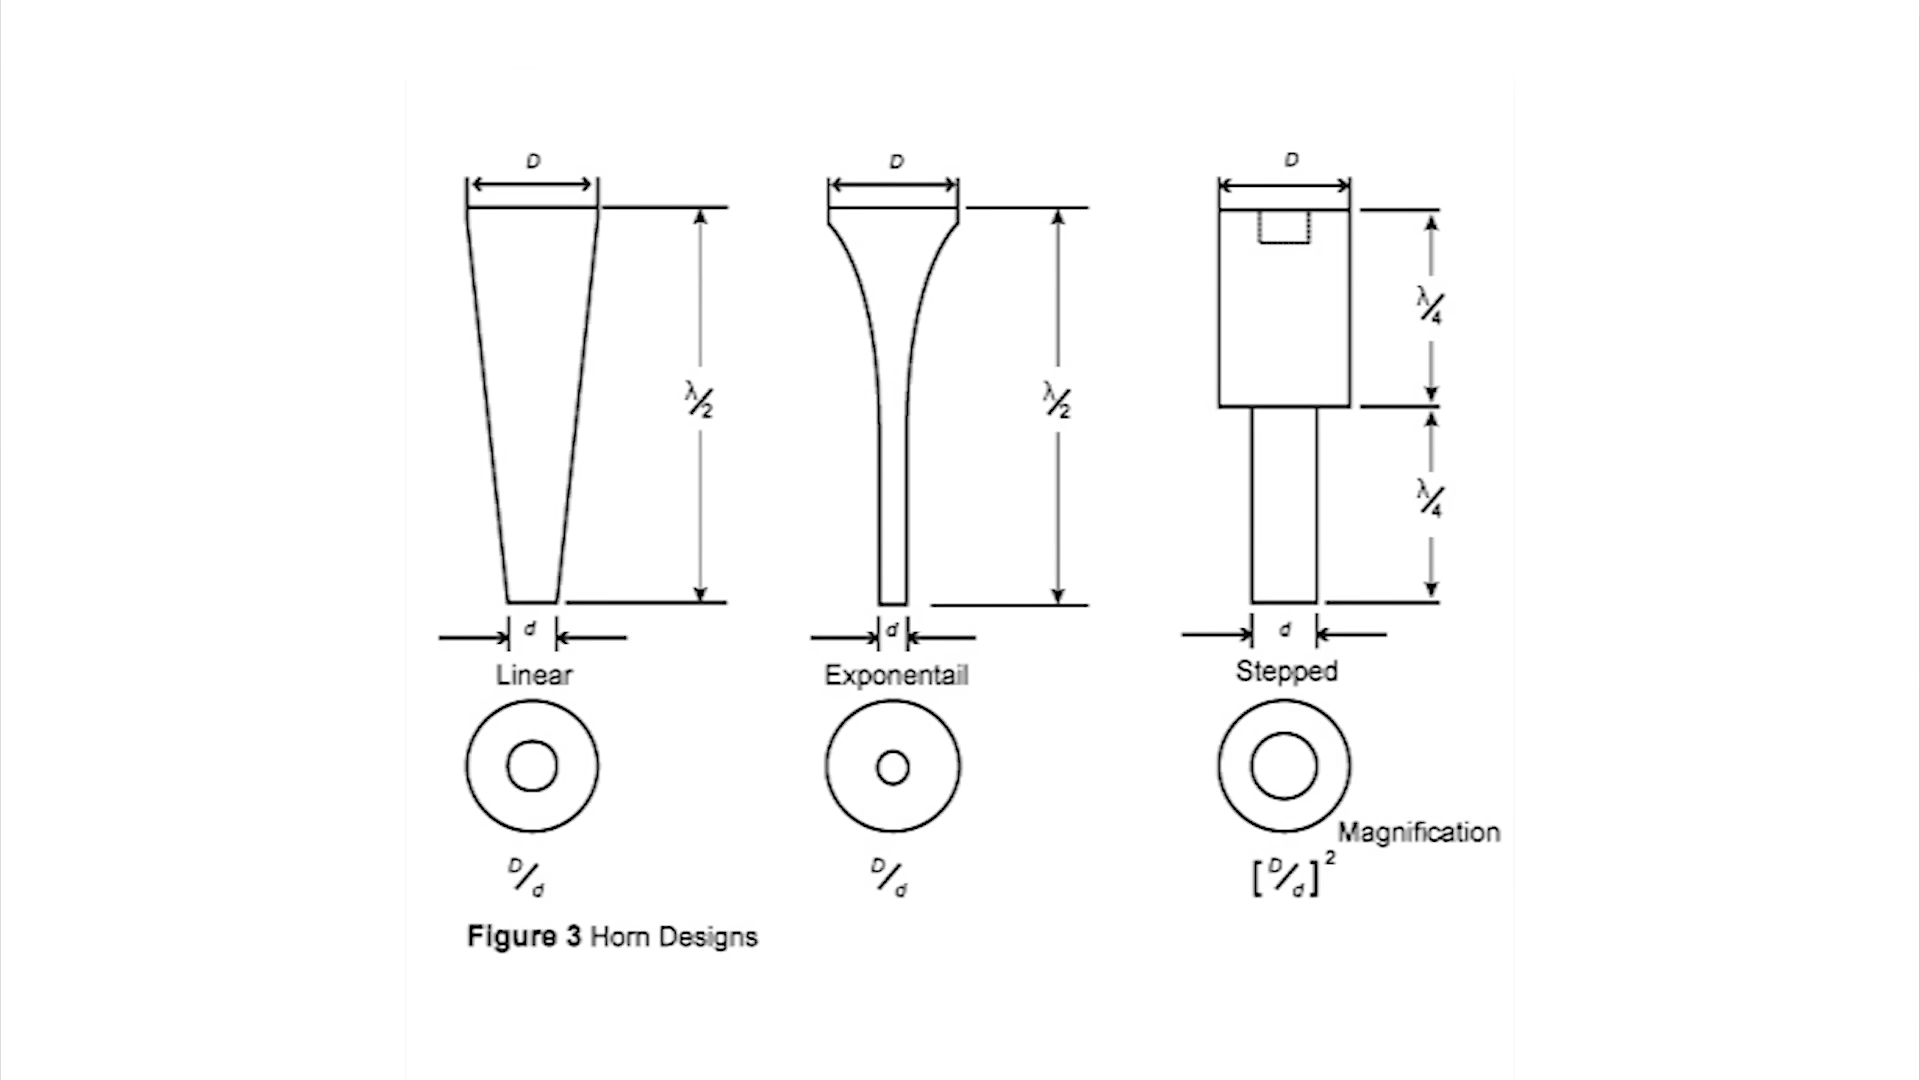 D
D
D
λ/2
λ/2
λ/4
λ/4
d
d
d
Linear
Exponentail
Stepped
Magnification
D/d
D/d
[D/d]²
Figure 3 Horn Designs